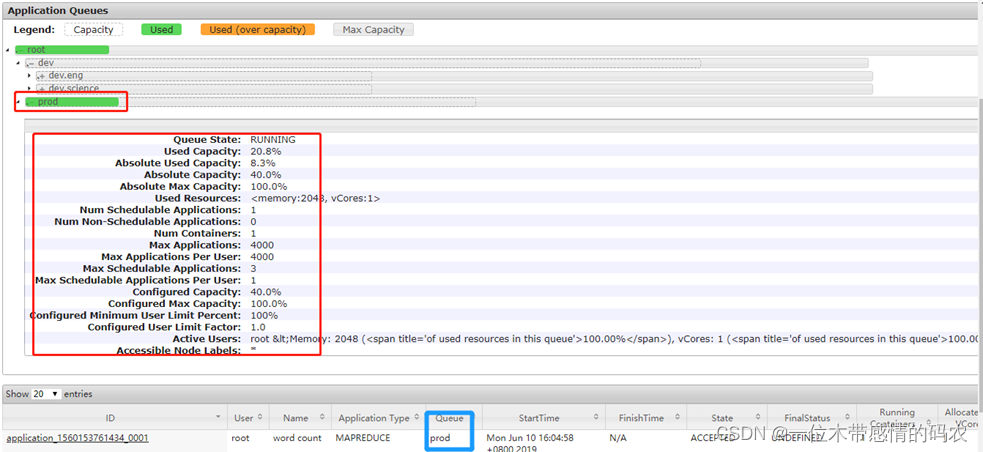 Application Queues
Legend: Capacity Used Used (over capacity) Max Capacity
- root
- dev
+ dev.eng
+ dev.science
- prod
Queue State: RUNNING
Used Capacity: 20.8%
Absolute Used Capacity: 8.3%
Absolute Capacity: 40.0%
Absolute Max Capacity: 100.0%
Used Resources: <memory:2048, vCores:1>
Num Schedulable Applications: 1
Num Non-Schedulable Applications: 0
Num Containers: 1
Max Applications: 4000
Max Applications Per User: 4000
Max Schedulable Applications: 3
Max Schedulable Applications Per User: 1
Configured Capacity: 40.0%
Configured Max Capacity: 100.0%
Configured Minimum User Limit Percent: 100%
Configured User Limit Factor: 1.0
Active Users: root &lt;Memory: 2048 (<span title='of used resources in this queue'>100.00%</span>), vCores: 1 (<span title='of used resources in this queue'>100.00
Accessible Node Labels: *
Show 20 entries
ID User Name Application Type Queue StartTime FinishTime State FinalStatus Running Containers Allocate VCor
application_1560153761434_0001 root word count MAPREDUCE prod Mon Jun 10 16:04:58 +0800 2019 N/A ACCEPTED UNDEFINED
CSDN @一位木带感情的码农